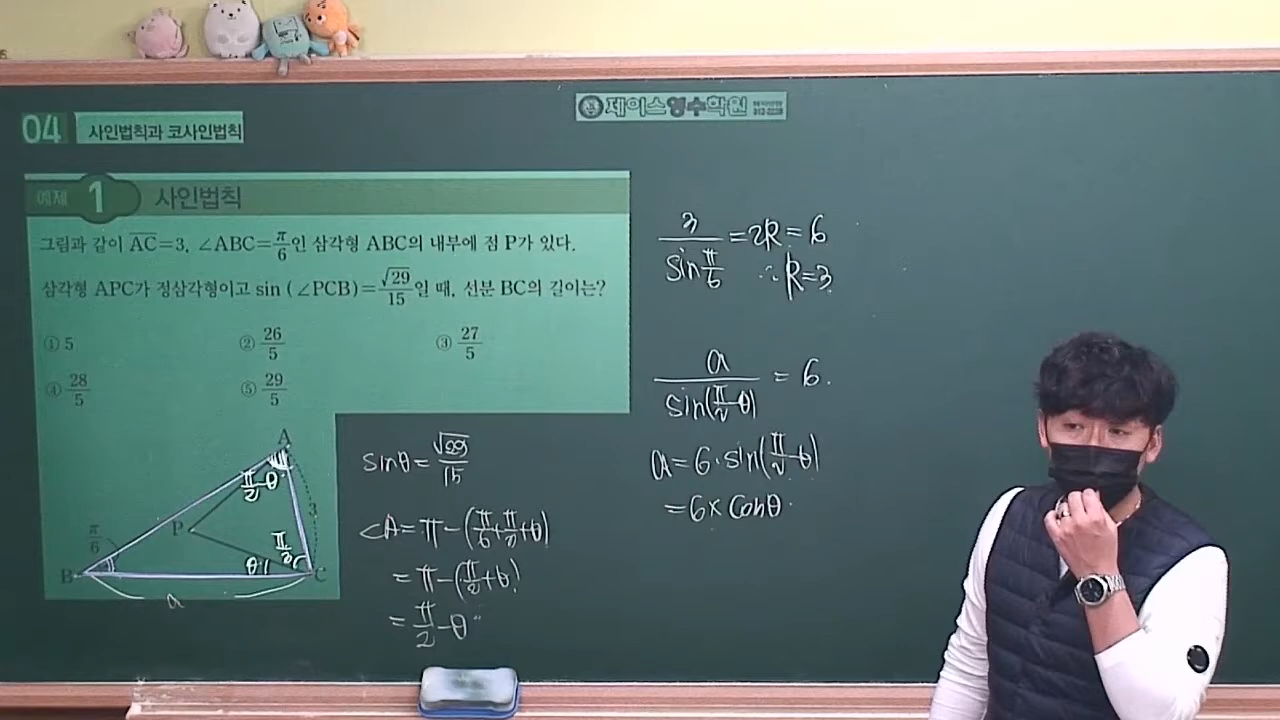 제이스영수학원
04 사인법칙과 코사인법칙
예제 1 사인법칙
그림과 같이 AC=3, ∠ABC=π/6인 삼각형 ABC의 내부에 점 P가 있다.
삼각형 APC가 정삼각형이고 sin (∠PCB)=√29/15일 때, 선분 BC의 길이는?
① 5 ② 26/5 ③ 27/5
④ 28/5 ⑤ 29/5
A
π/2-θ
3
P
π/6
θ
B
C
a
sinθ=√29/15
∠A=π-(π/6+π/3+θ)
=π-(π/2+θ)
=π/2-θ
3/sin π/6=2R=6
∴R=3
a/sin(π/2-θ)=6.
a=6·sin(π/2-θ)
=6×cosθ